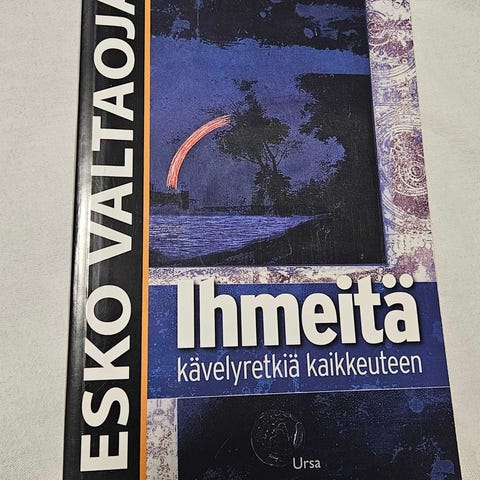 ESKO VALTAOJA
Ihmeitä
kävelyretkiä kaikkeuteen
Ursa